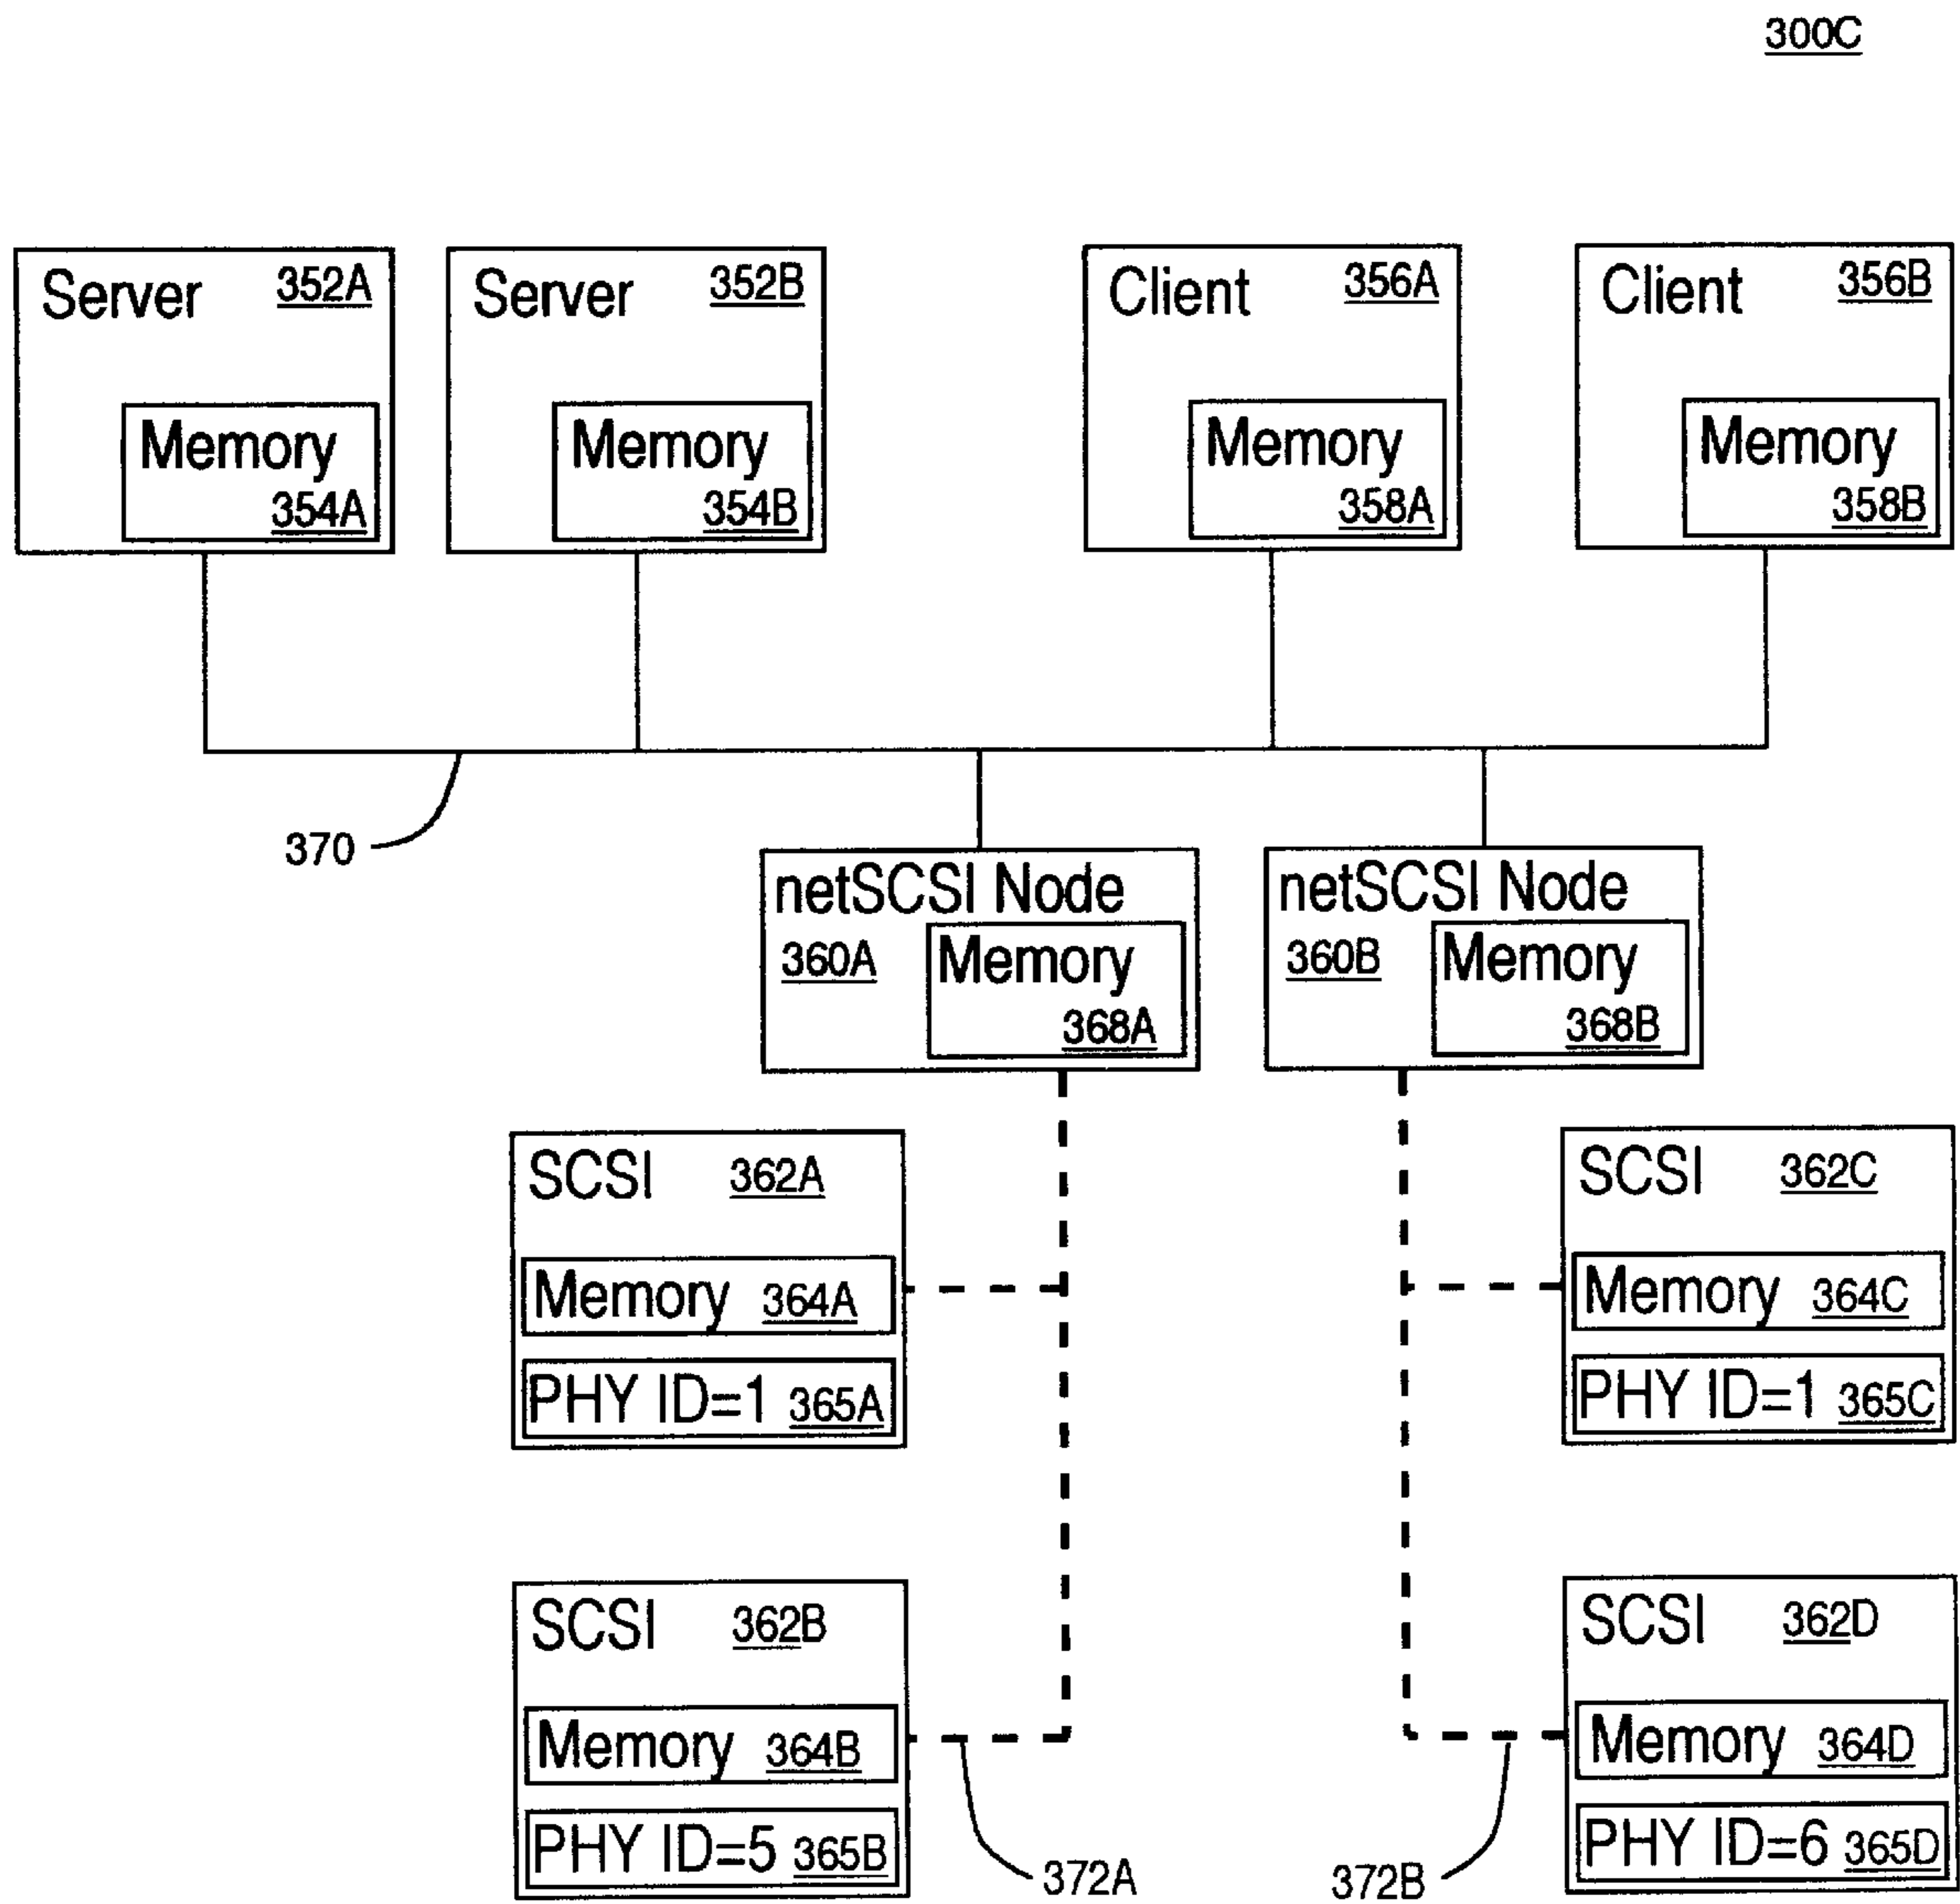 300C
Server 352A
Memory
354A
Server 352B
Memory
354B
Client 356A
Memory
358A
Client 356B
Memory
358B
370
netSCSI Node
360A
Memory
368A
netSCSI Node
360B
Memory
368B
SCSI 362A
Memory 364A
PHY ID=1 365A
SCSI 362C
Memory 364C
PHY ID=1 365C
SCSI 362B
Memory 364B
PHY ID=5 365B
SCSI 362D
Memory 364D
PHY ID=6 365D
372A
372B